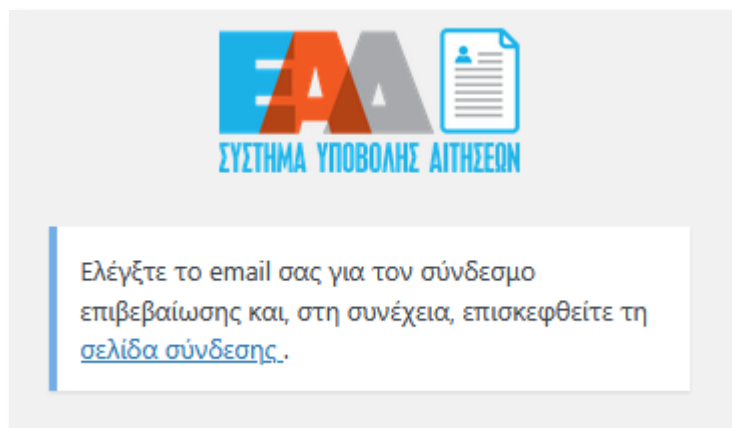 ΕΑΔ
ΣΥΣΤΗΜΑ ΥΠΟΒΟΛΗΣ ΑΙΤΗΣΕΩΝ
Ελέγξτε το email σας για τον σύνδεσμο
επιβεβαίωσης και, στη συνέχεια, επισκεφθείτε τη
σελίδα σύνδεσης .